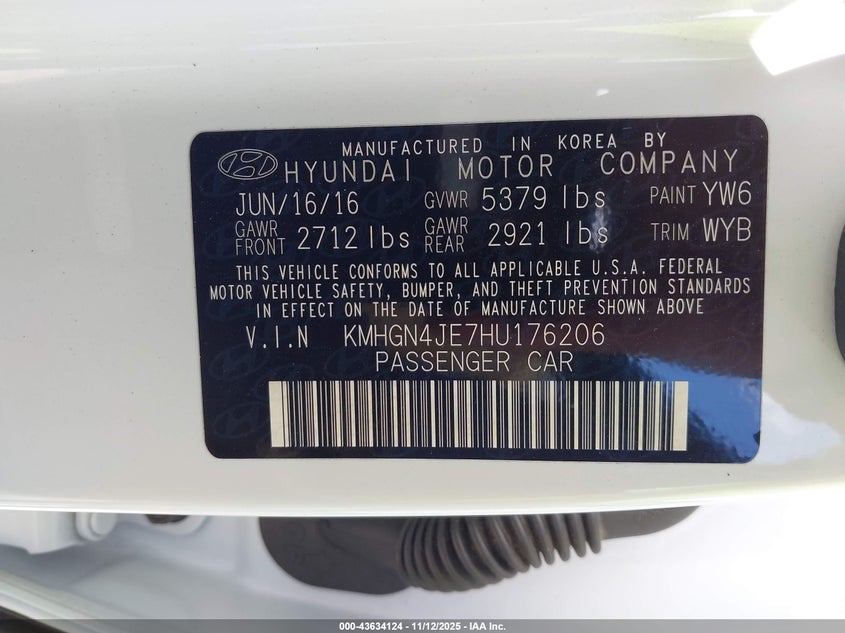 MANUFACTURED IN KOREA BY
HYUNDAI MOTOR COMPANY
JUN/16/16 GVWR 5379 lbs PAINT YW6
GAWR FRONT 2712 lbs GAWR REAR 2921 lbs TRIM WYB
THIS VEHICLE CONFORMS TO ALL APPLICABLE U.S.A. FEDERAL
MOTOR VEHICLE SAFETY, BUMPER, AND THEFT PREVENTION STANDARDS
IN EFFECT ON THE DATE OF MANUFACTURE SHOWN ABOVE
V.I.N KMHGN4JE7HU176206
PASSENGER CAR
000-43634124 - 11/12/2025 - IAA Inc.